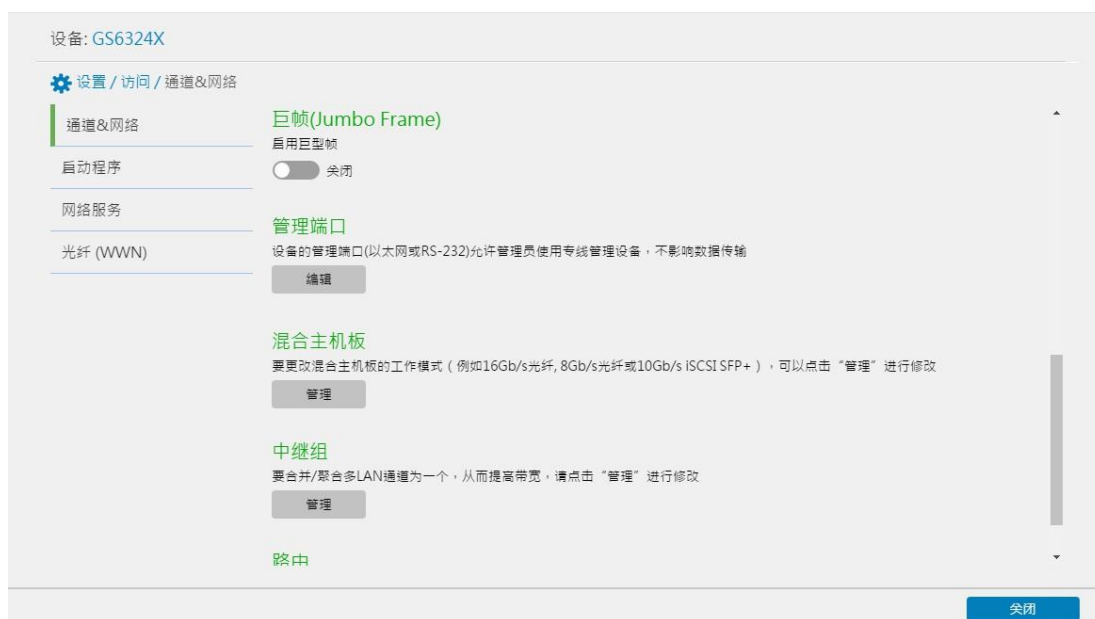 设备: GS6324X
设置 / 访问 / 通道&网络
通道&网络
启动程序
网络服务
光纤 (WWN)
巨帧(Jumbo Frame)
启用巨型帧
关闭
管理端口
设备的管理端口(以太网或RS-232)允许管理员使用专线管理设备，不影响数据传输
编辑
混合主机板
要更改混合主机板的工作模式（例如16Gb/s光纤, 8Gb/s光纤或10Gb/s iSCSI SFP+），可以点击“管理”进行修改
管理
中继组
要合并/聚合多LAN通道为一个，从而提高带宽，请点击“管理”进行修改
管理
路由
关闭